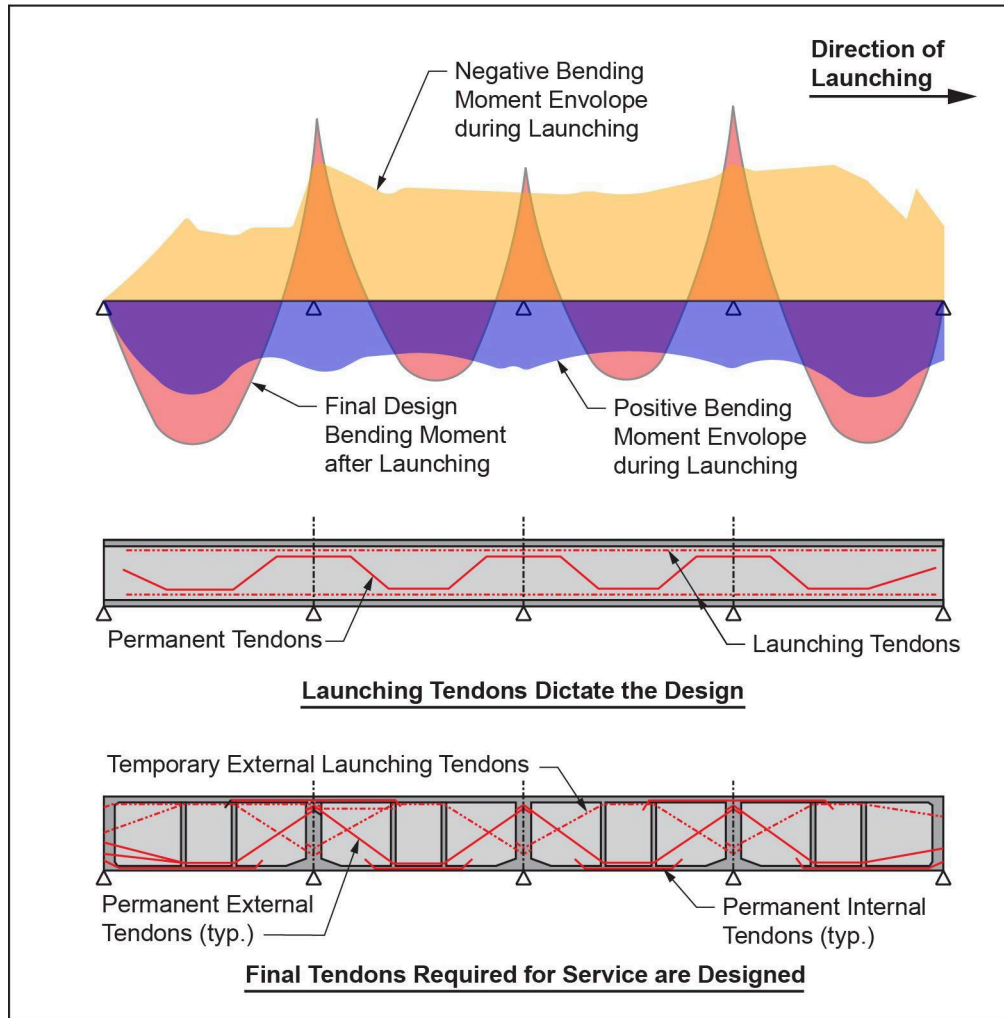 Direction of
Launching
Negative Bending
Moment Envolope
during Launching
Final Design
Bending Moment
after Launching
Positive Bending
Moment Envelope
during Launching
Permanent Tendons
Launching Tendons
Launching Tendons Dictate the Design
Temporary External Launching Tendons
Permanent External
Tendons (typ.)
Permanent Internal
Tendons (typ.)
Final Tendons Required for Service are Designed